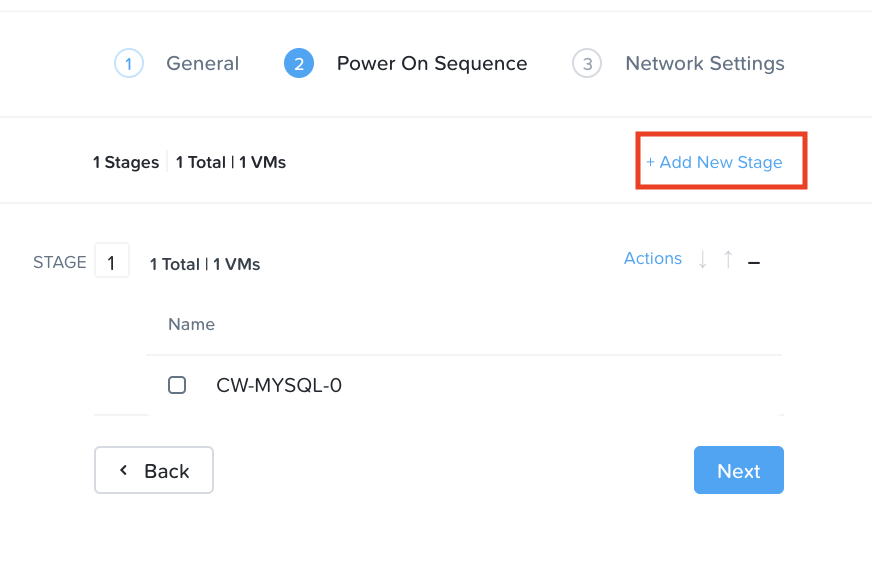 1 General 2 Power On Sequence 3 Network Settings
1 Stages 1 Total | 1 VMs + Add New Stage
STAGE 1 1 Total | 1 VMs Actions ↓ ↑ –
Name
CW-MYSQL-0
Back Next